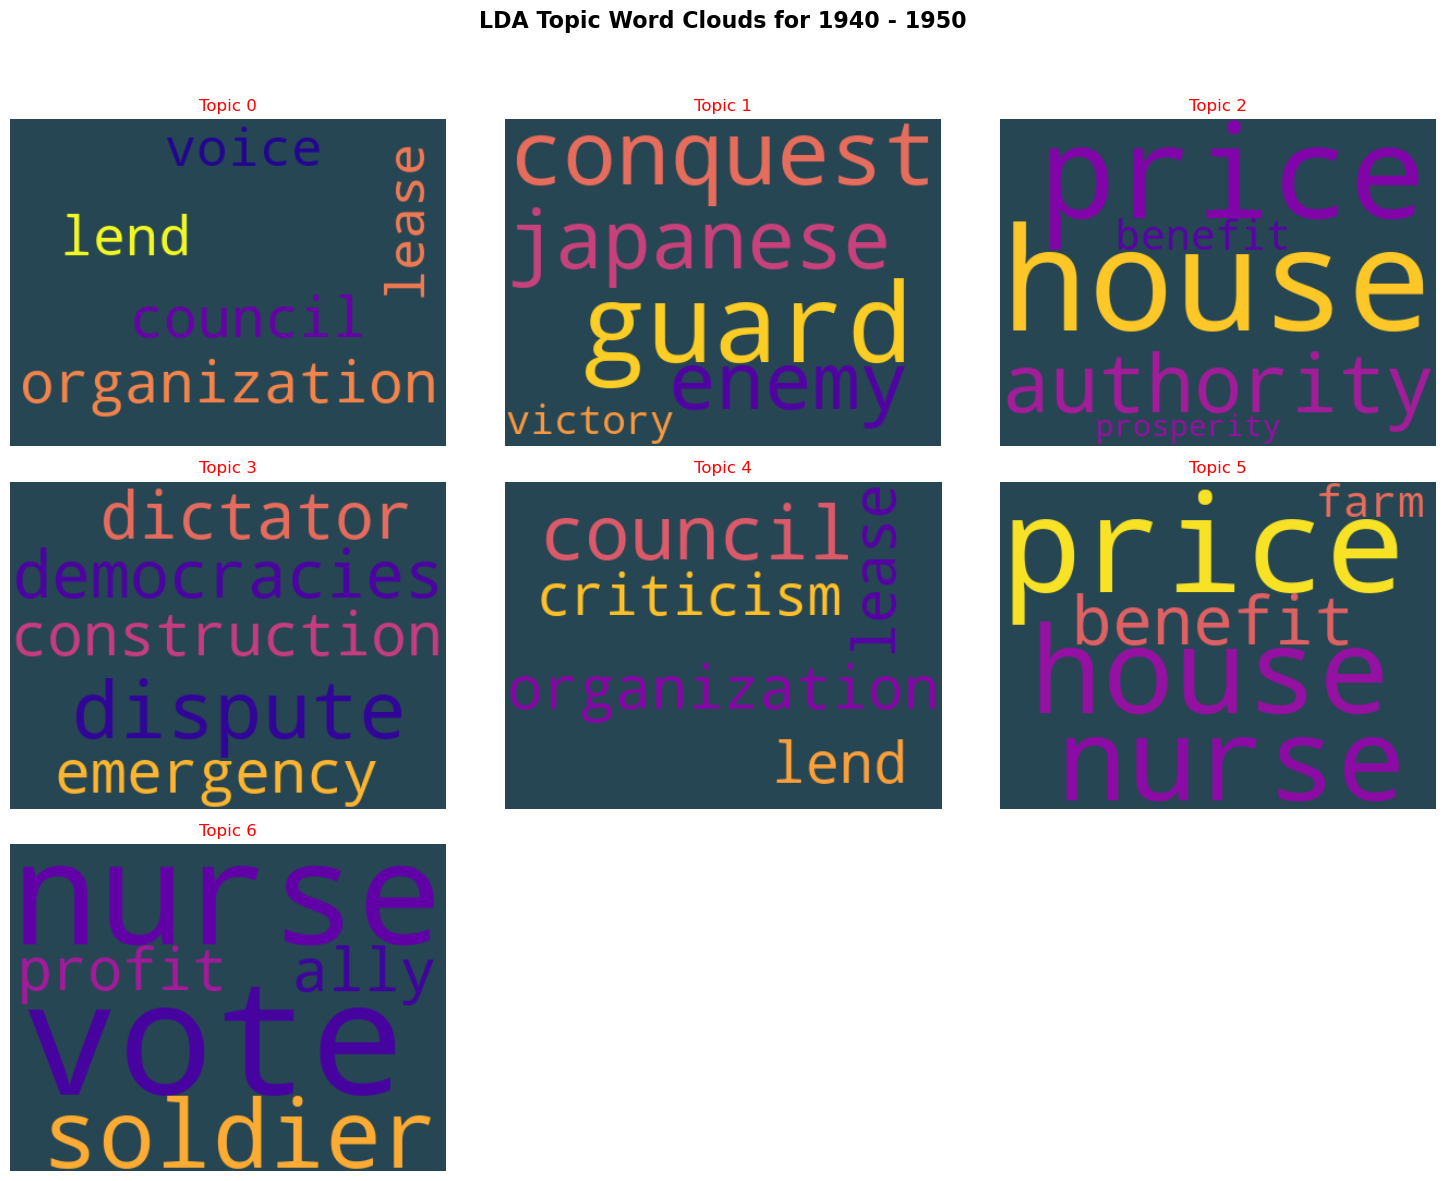 LDA Topic Word Clouds for 1940 - 1950
Topic 0
voice
lease
lend
council
organization
Topic 1
conquest
japanese
guard
enemy
victory
Topic 2
price
benefit
house
authority
prosperity
Topic 3
dictator
democracies
construction
dispute
emergency
Topic 4
council
lease
criticism
organization
lend
Topic 5
farm
price
benefit
house
nurse
Topic 6
nurse
profit
ally
vote
soldier